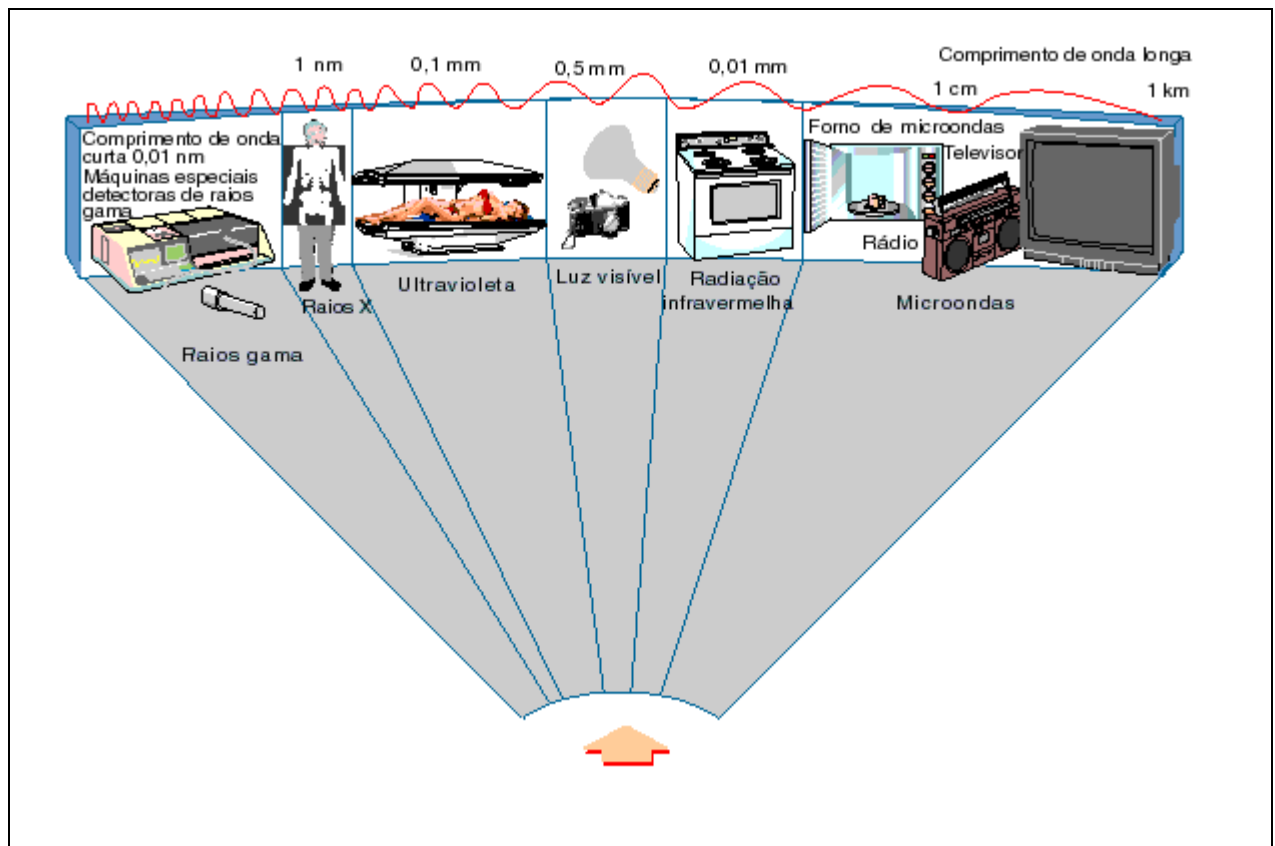 Comprimento de onda longa
1 nm
0,1 mm
0,5 mm
0,01 mm
1 cm
1 km
Comprimento de onda
curta 0,01 nm
Máquinas especiais
detectoras de raios
gama
Forno de microondas
Televisor
Rádio
Raios gama
Raios X
Ultravioleta
Luz visível
Radiação
infravermelha
Microondas